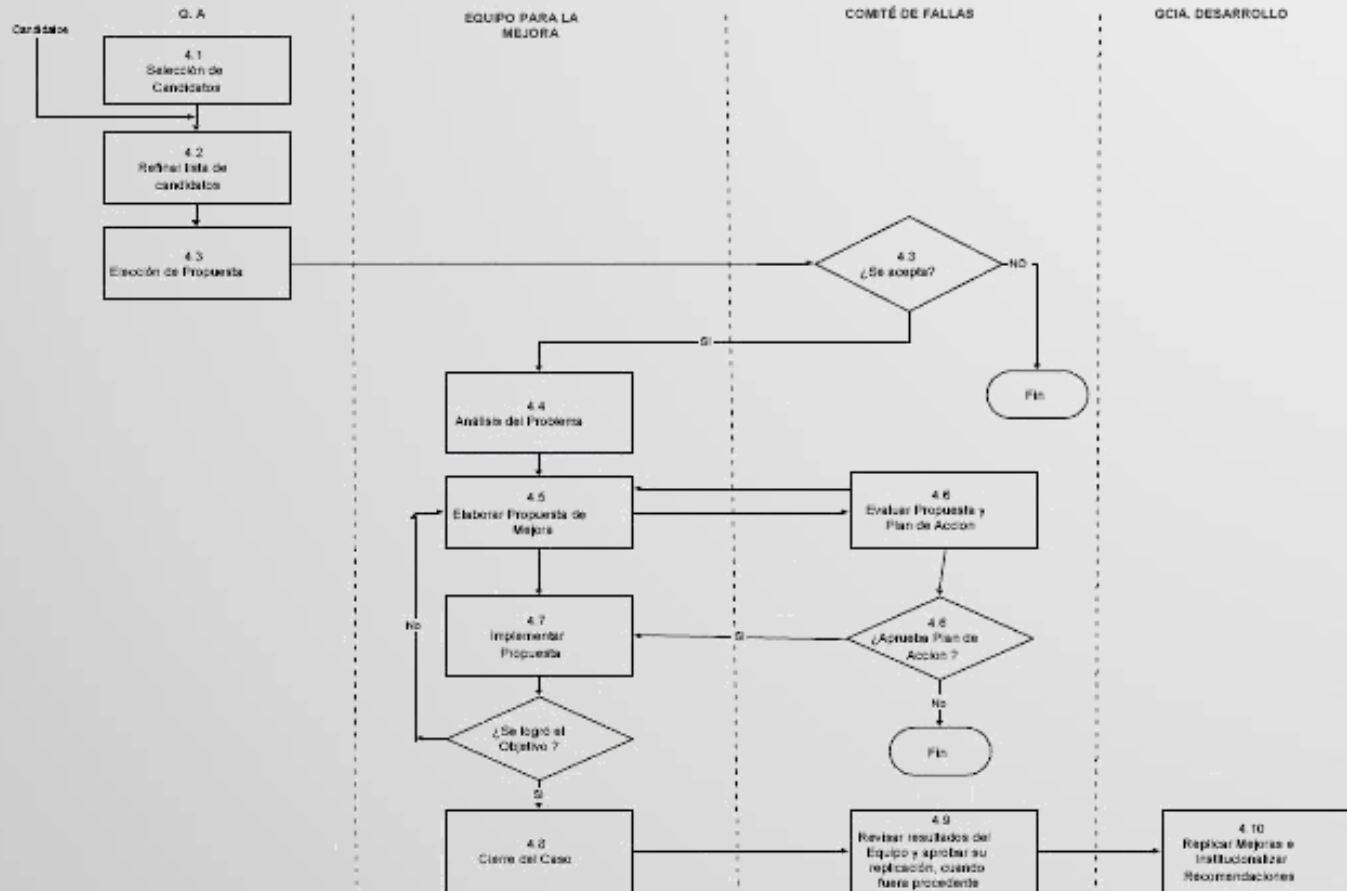 Q. A
EQUIPO PARA LA
MEJORA
COMITÉ DE FALLAS
GCIA. DESARROLLO
Candidatos
4.1
Selección de
Candidatos
4.2
Refinar lista de
candidatos
4.3
Elección de Propuesta
4.3
¿Se acepta?
NO
SI
Fin
4.4
Análisis del Problema
4.5
Elaborar Propuesta de
Mejora
4.6
Evaluar Propuesta y
Plan de Accion
No
4.7
Implementar
Propuesta
SI
4.6
¿Aprueba Plan de
Accion ?
No
Fin
¿Se logró el
Objetivo ?
SI
4.8
Cierre del Caso
4.9
Revisar resultados del
Equipo y aprobar su
replicación, cuando
fuera procedente
4.10
Replicar Mejoras e
Institucionalizar
Recomendaciones